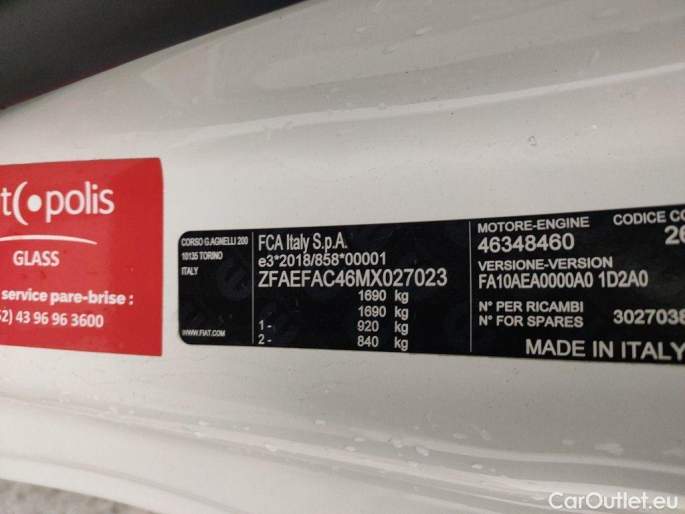 polis
GLASS
service pare-brise :
2) 43 96 96 3600
CORSO G.AGNELLI 200
10135 TORINO
ITALY
WWW.FIAT.COM
FCA Italy S.p.A.
e3*2018/858*00001
ZFAEFAC46MX027023
1690 kg
1690 kg
1- 920 kg
2- 840 kg
MOTORE-ENGINE CODICE CO
46348460 26
VERSIONE-VERSION
FA10AEA0000A0 1D2A0
N° PER RICAMBI
N° FOR SPARES 3027038
MADE IN ITALY
CarOutlet.eu